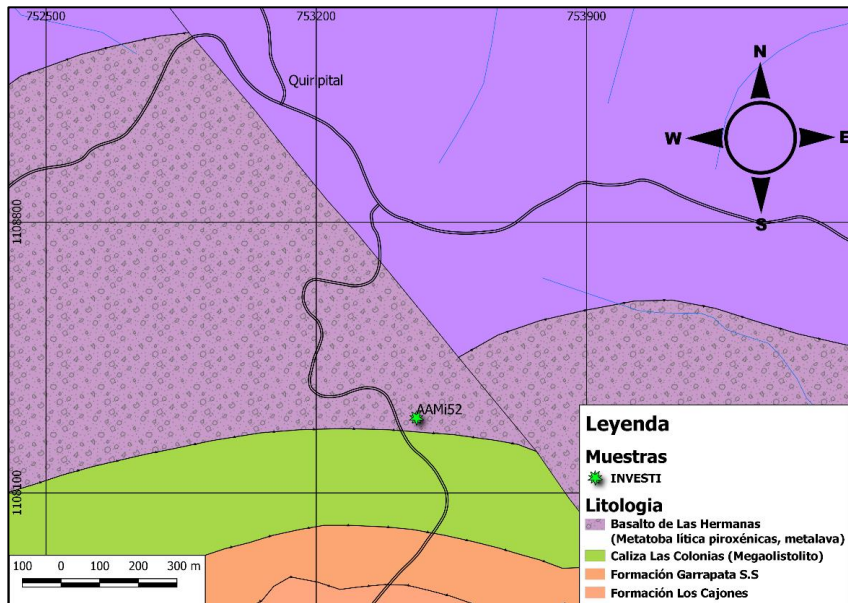 752500
753200
753900
Quiripital
N
W
E
S
1108800
AAMi52
1108100
Leyenda
Muestras
INVESTI
Litologia
Basalto de Las Hermanas
(Metatoba lítica piroxénicas, metalava)
Caliza Las Colonias (Megaolistolito)
Formación Garrapata S.S
Formación Los Cajones
100 0 100 200 300 m